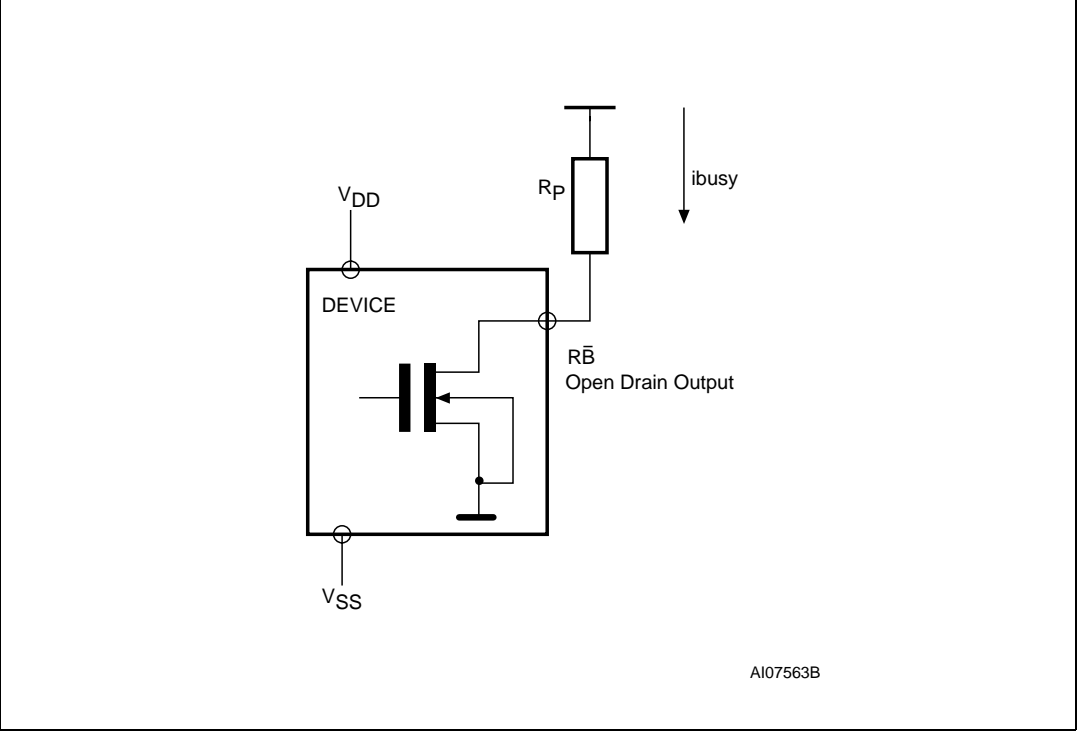 ibusy
RP
VDD
DEVICE
RB̅
Open Drain Output
VSS
AI07563B